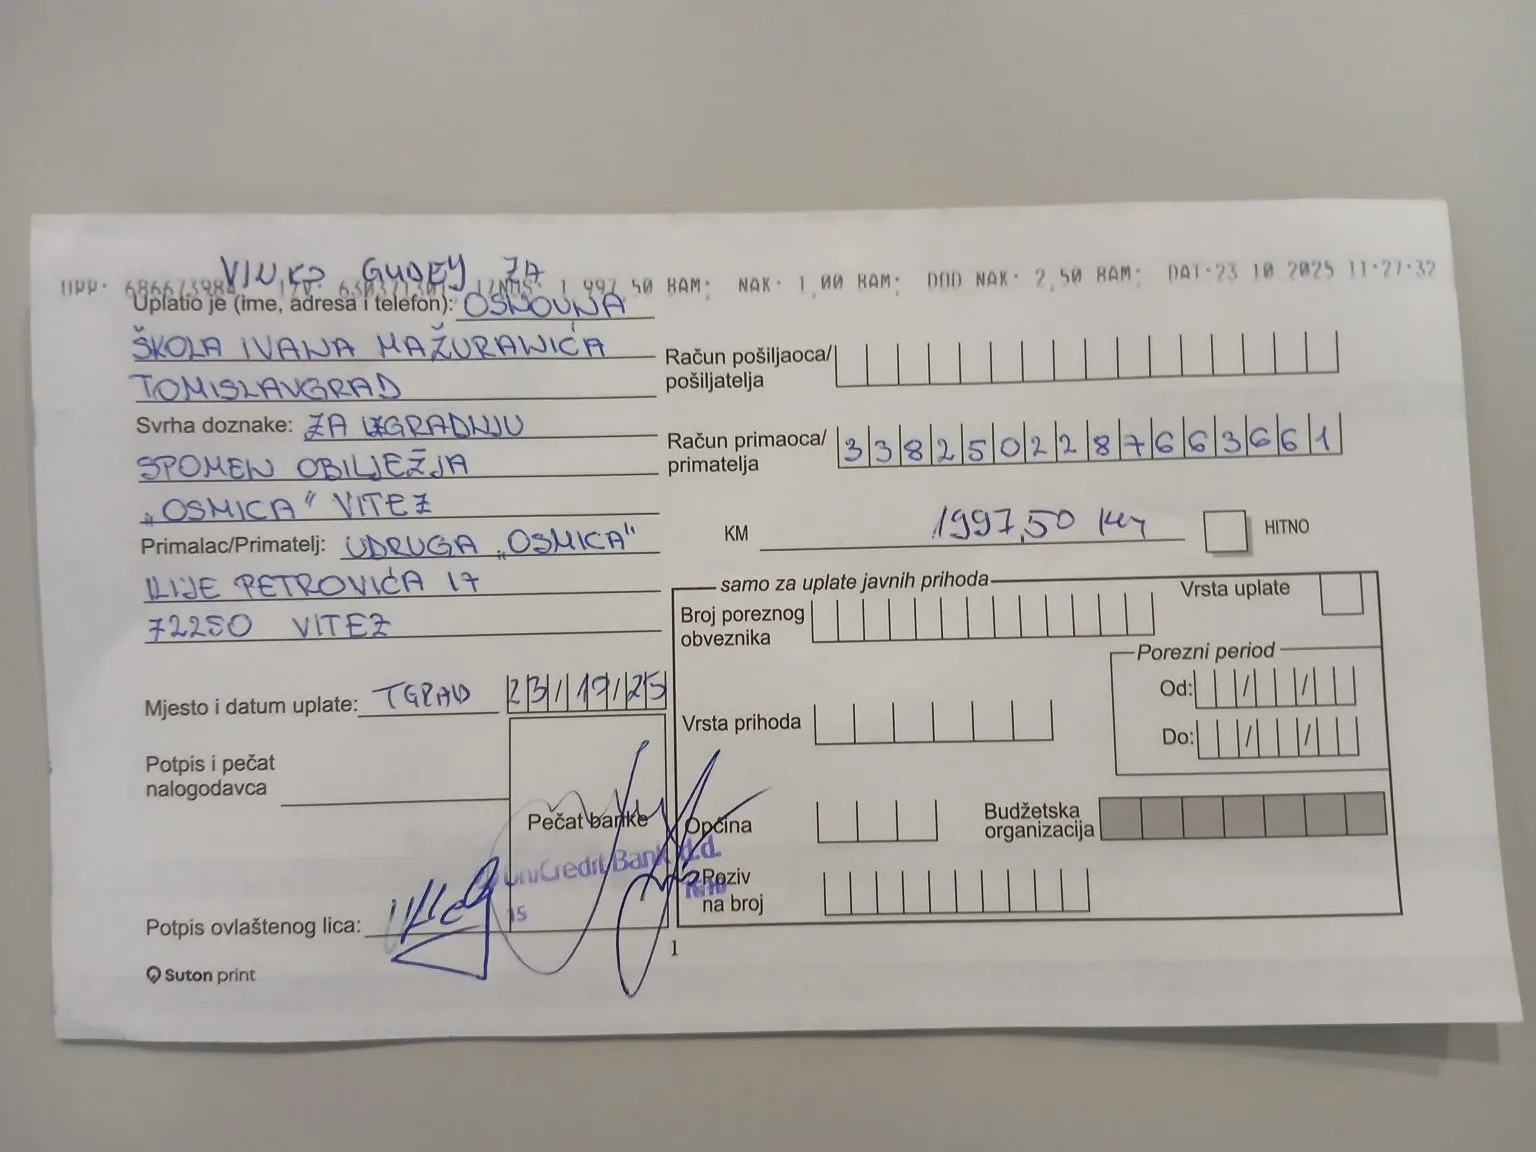 VINKO GUDELJ ZA
1 997,50 BAM; NAK: 1,00 BAM; DOD NAK: 2,50 BAM; DAT:23 10 2025 11:27:32
Uplatio je (ime, adresa i telefon): OSNOVNA
ŠKOLA IVANA MAŽURANIĆA
TOMISLAVGRAD
Račun pošiljaoca/
pošiljatelja
Svrha doznake: ZA IZGRADNJU
SPOMEN OBILJEŽJA
„OSMICA“ VITEZ
Račun primaoca/
primatelja
3382502287663661
Primalac/Primatelj: UDRUGA „OSMICA“
ILIJE PETROVIĆA 17
72250 VITEZ
KM 1997,50 KM
HITNO
samo za uplate javnih prihoda
Broj poreznog
obveznika
Vrsta uplate
Porezni period
Od: / /
Do: / /
Mjesto i datum uplate: TGRAD 23/10/25
Vrsta prihoda
Potpis i pečat
nalogodavca
Pečat banke
UniCredit Bank d.d.
15
Općina
Budžetska
organizacija
Poziv
na broj
Potpis ovlaštenog lica:
1
Suton print